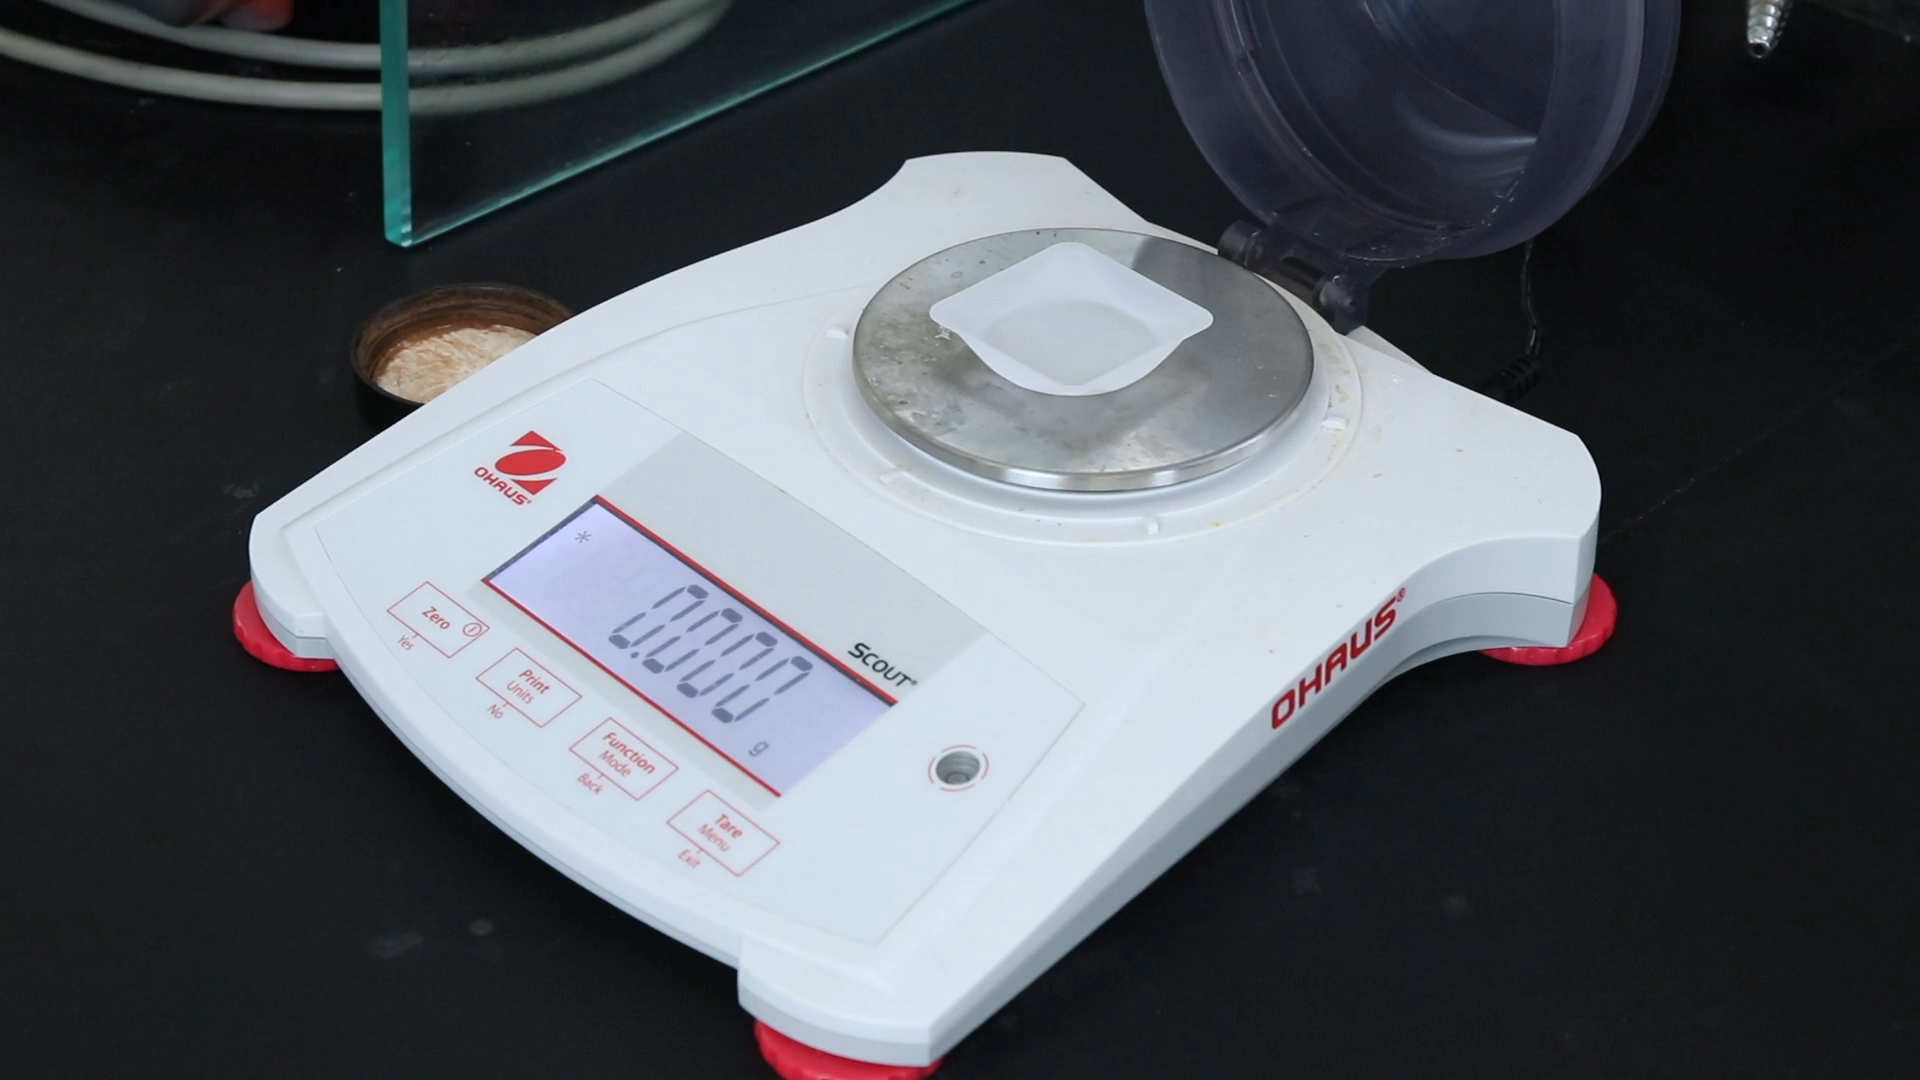 OHAUS®
*
0.000
g
SCOUT®
Zero
Yes
Print
Units
No
Function
Mode
Back
Tare
Menu
Exit
OHAUS®